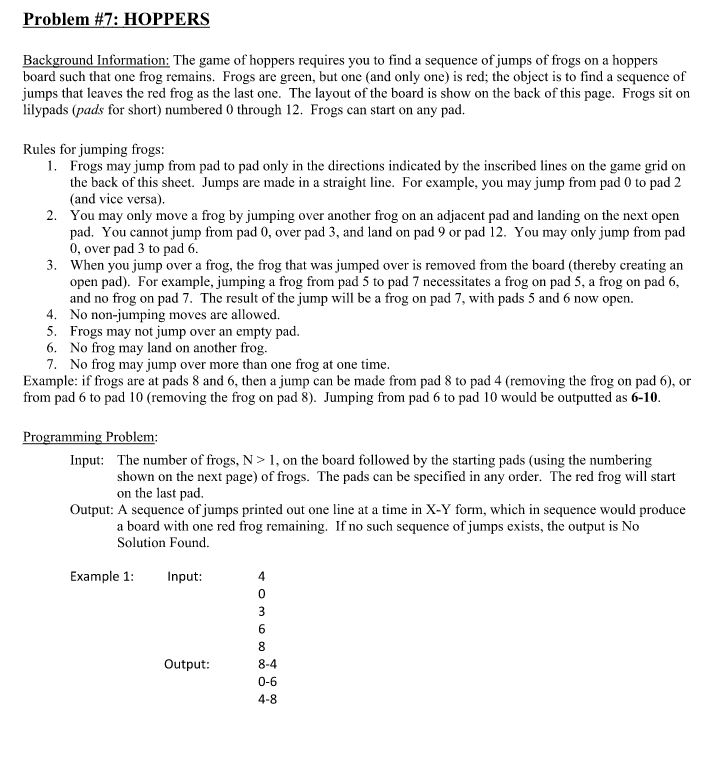 Problem #7: HOPPERS
Background Information: The game of hoppers requires you to find a sequence of jumps of frogs on a hoppers
board such that one frog remains. Frogs are green, but one (and only one) is red; the object is to find a sequence of
jumps that leaves the red frog as the last one. The layout of the board is show on the back of this page. Frogs sit on
lilypads (pads for short) numbered 0 through 12. Frogs can start on any pad.
Rules for jumping frogs:
1. Frogs may jump from pad to pad only in the directions indicated by the inscribed lines on the game grid on
the back of this sheet. Jumps are made in a straight line. For example, you may jump from pad 0 to pad 2
(and vice versa).
2. You may only move a frog by jumping over another frog on an adjacent pad and landing on the next open
pad. You cannot jump from pad 0, over pad 3, and land on pad 9 or pad 12. You may only jump from pad
0, over pad 3 to pad 6.
3. When you jump over a frog, the frog that was jumped over is removed from the board (thereby creating an
open pad). For example, jumping a frog from pad 5 to pad 7 necessitates a frog on pad 5, a frog on pad 6,
and no frog on pad 7. The result of the jump will be a frog on pad 7, with pads 5 and 6 now open.
4. No non-jumping moves are allowed.
5. Frogs may not jump over an empty pad.
6. No frog may land on another frog.
7. No frog may jump over more than one frog at one time.
Example: if frogs are at pads 8 and 6, then a jump can be made from pad 8 to pad 4 (removing the frog on pad 6), or
from pad 6 to pad 10 (removing the frog on pad 8). Jumping from pad 6 to pad 10 would be outputted as 6-10.
Programming Problem:
Input: The number of frogs, N > 1, on the board followed by the starting pads (using the numbering
shown on the next page) of frogs. The pads can be specified in any order. The red frog will start
on the last pad.
Output: A sequence of jumps printed out one line at a time in X-Y form, which in sequence would produce
a board with one red frog remaining. If no such sequence of jumps exists, the output is No
Solution Found.
Example 1: Input: 4
0
3
6
8
Output: 8-4
0-6
4-8